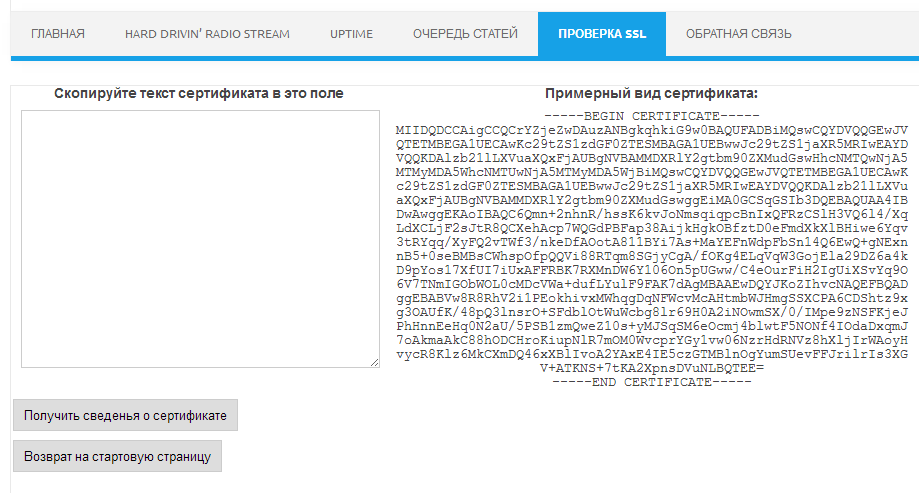 ГЛАВНАЯ HARD DRIVIN’ RADIO STREAM UPTIME ОЧЕРЕДЬ СТАТЕЙ ПРОВЕРКА SSL ОБРАТНАЯ СВЯЗЬ
Скопируйте текст сертификата в это поле
Примерный вид сертификата:
-----BEGIN CERTIFICATE-----
MIIDQDCCAigCCQCrYZjeZwDAuzANBgkqhkiG9w0BAQUFADBiMQswCQYDVQQGEwJV
QTETMBEGA1UECAwKc29tZS1zdGF0ZTESMBAGA1UEBwwJc29tZS1jaXR5MRIwEAYD
VQQKDAlzb21lLXVuaXQxFjAUBgNVBAMMDXRlY2gtbm90ZXMudGswHhcNMTQwNjA5
MTMyMDA5WhcNMTUwNjA5MTMyMDA5WjBiMQswCQYDVQQGEwJVQTETMBEGA1UECAwK
c29tZS1zdGF0ZTESMBAGA1UEBwwJc29tZS1jaXR5MRIwEAYDVQQKDAlzb21lLXVu
aXQxFjAUBgNVBAMMDXRlY2gtbm90ZXMudGswggEiMA0GCSqGSIb3DQEBAQUAA4IB
DwAwggEKAoIBAQC6Qmn+2nhnR/hssK6kvJoNmsqiqpcBnIxQFRzCSlH3VQ6l4/Xq
LdXCLjF2sJtR8QCXehAcp7WQGdPBFap38AijkHgkOBfztD0eFmdXkXlBHiwe6Yqv
3tRYqq/XyFQ2vTWf3/nkeDfAOotA811BYi7As+MaYEFnWdpFbSn14Q6EwQ+gNExn
nB5+0seBMBsCWhspOfpQQVi88RTqm8SGjyCgA/fOKg4ELqVqW3GojEla29DZ6a4k
D9pYos17XfUI7iUxAFFRBK7RXMnDW6Y106On5pUGww/C4eOurFiH2IgUiXSvYq9O
6V7TNmIGObWOL0cMDcVWa+dufLYulF9FAK7dAgMBAAEwDQYJKoZIhvcNAQEFBQAD
ggEBABVw8R8RhV2i1PEokhivxMWhqgDqNFWcvMcAHtmbWJHmgSSXCPA6CDShtz9x
g3OAUfK/48pQ3lnsrO+SFdblOtWuWcbg8lr69H0A2iNOwmSX/0/IMpe9zNSFKjeJ
PhHnnEeHq0N2aU/5PSB1zmQweZ10s+yMJSqSM6eOcmj4blwtF5NONf4IOdaDxqmJ
7oAkmaAkC88hODCHroKiupNlR7mOM0WvcprYGylvw06NzrHdRNVz8hXljIrWAoyH
vycR8Klz6MkCXmDQ46xXBlIvoA2YAxE4IE5czGTMBlnOgYumSUevFFJrilrIs3XG
V+ATKNS+7tKA2XpnsDVuNLBQTEE=
-----END CERTIFICATE-----
Получить сведенья о сертификате
Возврат на стартовую страницу